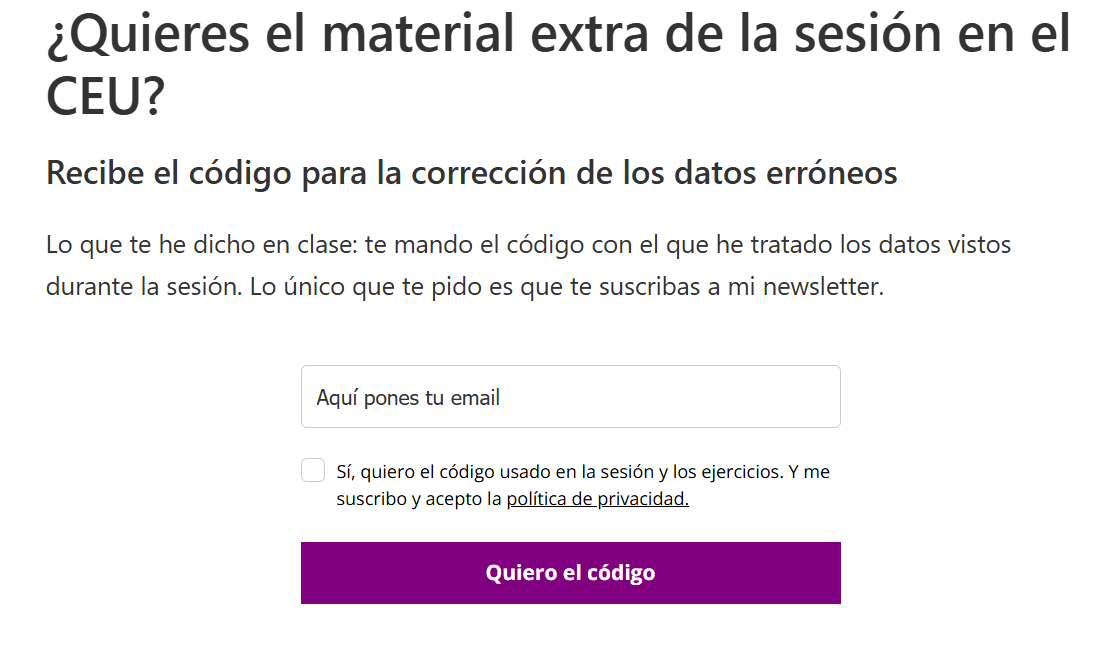 ¿Quieres el material extra de la sesión en el
CEU?
Recibe el código para la corrección de los datos erróneos
Lo que te he dicho en clase: te mando el código con el que he tratado los datos vistos
durante la sesión. Lo único que te pido es que te suscribas a mi newsletter.
Aquí pones tu email
Sí, quiero el código usado en la sesión y los ejercicios. Y me
suscribo y acepto la política de privacidad.
Quiero el código